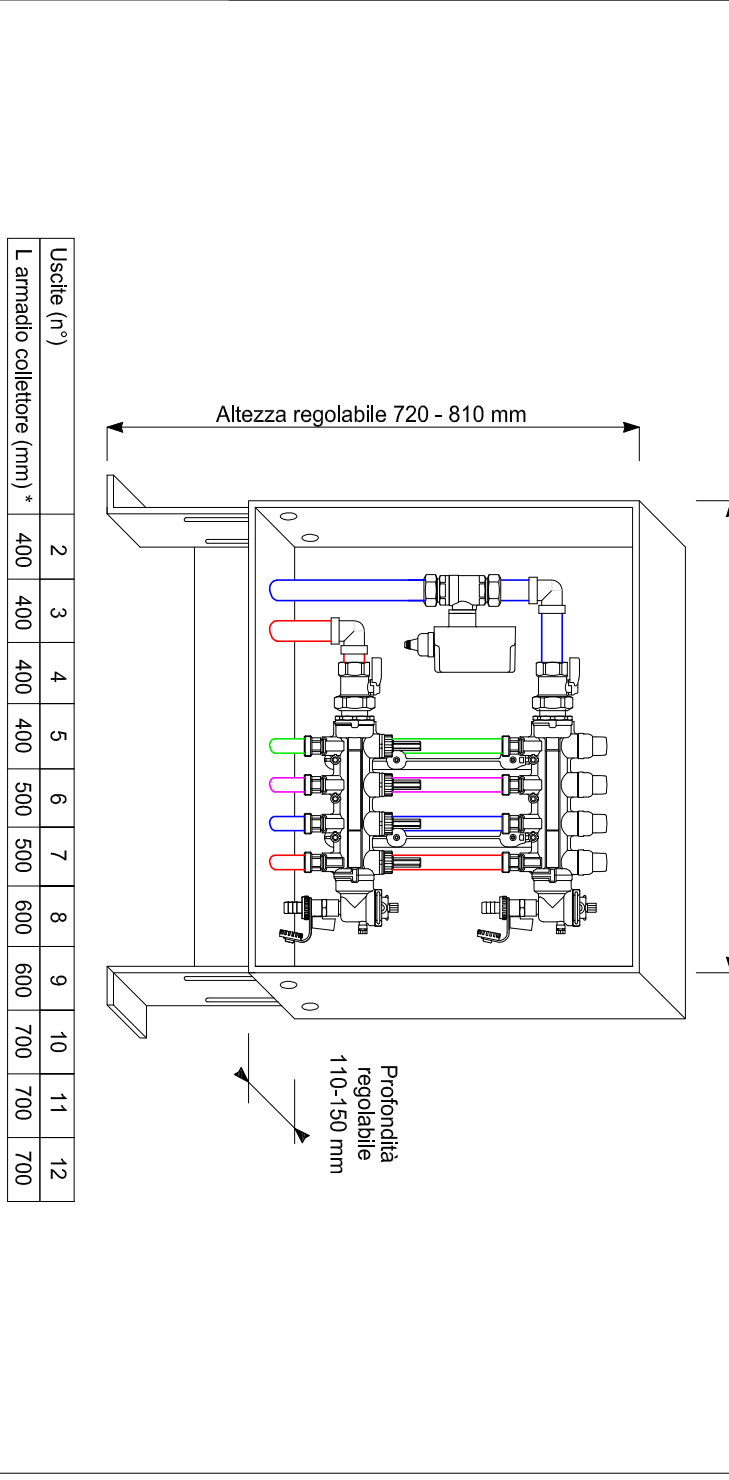 Altezza regolabile 720 - 810 mm
Profondità
regolabile
110-150 mm
Uscite (n°) 2 3 4 5 6 7 8 9 10 11 12
L armadio collettore (mm) * 400 400 400 400 500 500 600 600 700 700 700